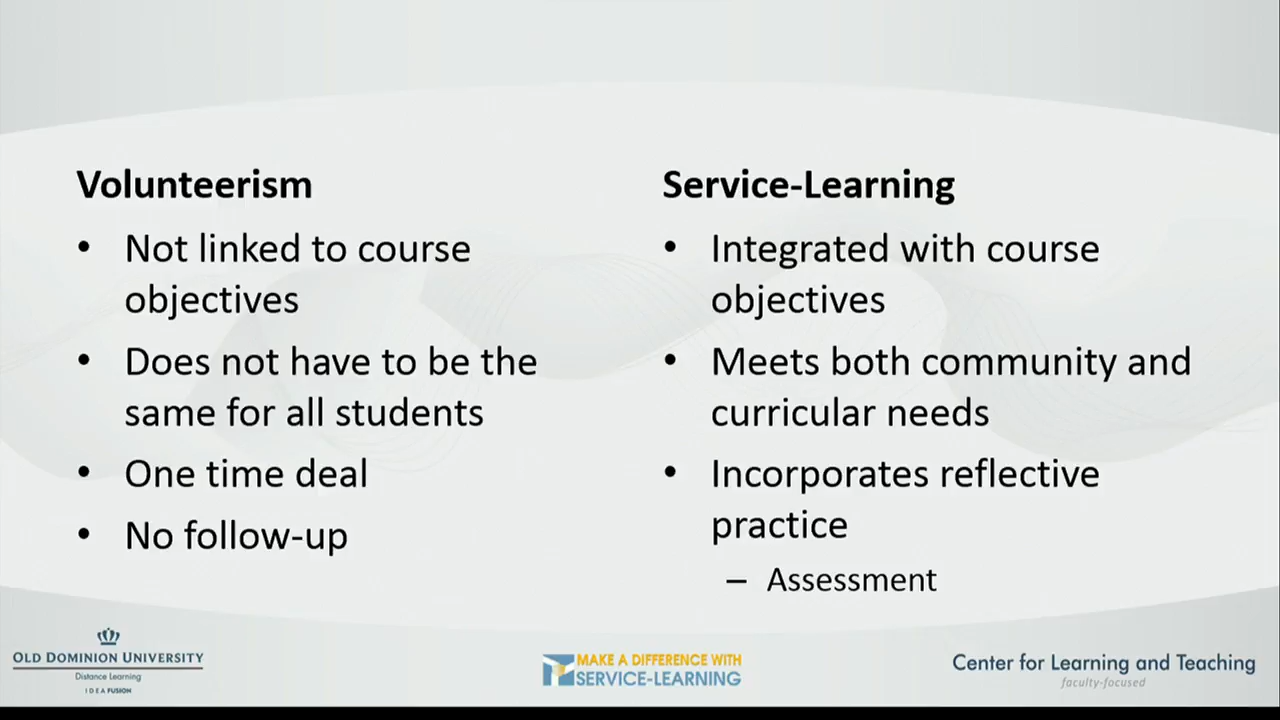 Volunteerism
• Not linked to course
objectives
• Does not have to be the
same for all students
• One time deal
• No follow-up
Service-Learning
• Integrated with course
objectives
• Meets both community and
curricular needs
• Incorporates reflective
practice
– Assessment
OLD DOMINION UNIVERSITY
Distance Learning
IDEA FUSION
MAKE A DIFFERENCE WITH
SERVICE-LEARNING
Center for Learning and Teaching
faculty-focused